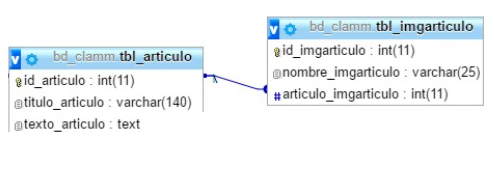 bd_clamm.tbl_articulo
id_articulo : int(11)
titulo_articulo : varchar(140)
texto_articulo : text
bd_clamm.tbl_imgarticulo
id_imgarticulo : int(11)
nombre_imgarticulo : varchar(25)
# articulo_imgarticulo : int(11)